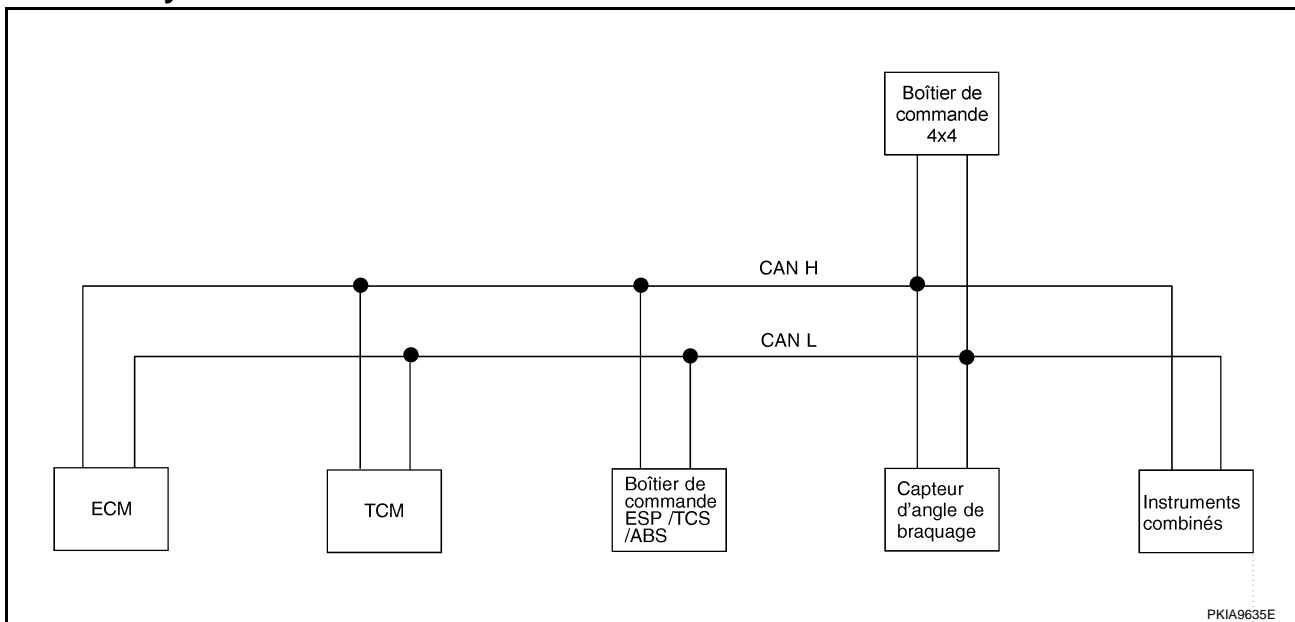 Boîtier de
commande
4x4
CAN H
CAN L
ECM
TCM
Boîtier de
commande
ESP /TCS
/ABS
Capteur
d'angle de
braquage
Instruments
combinés
PKIA9635E